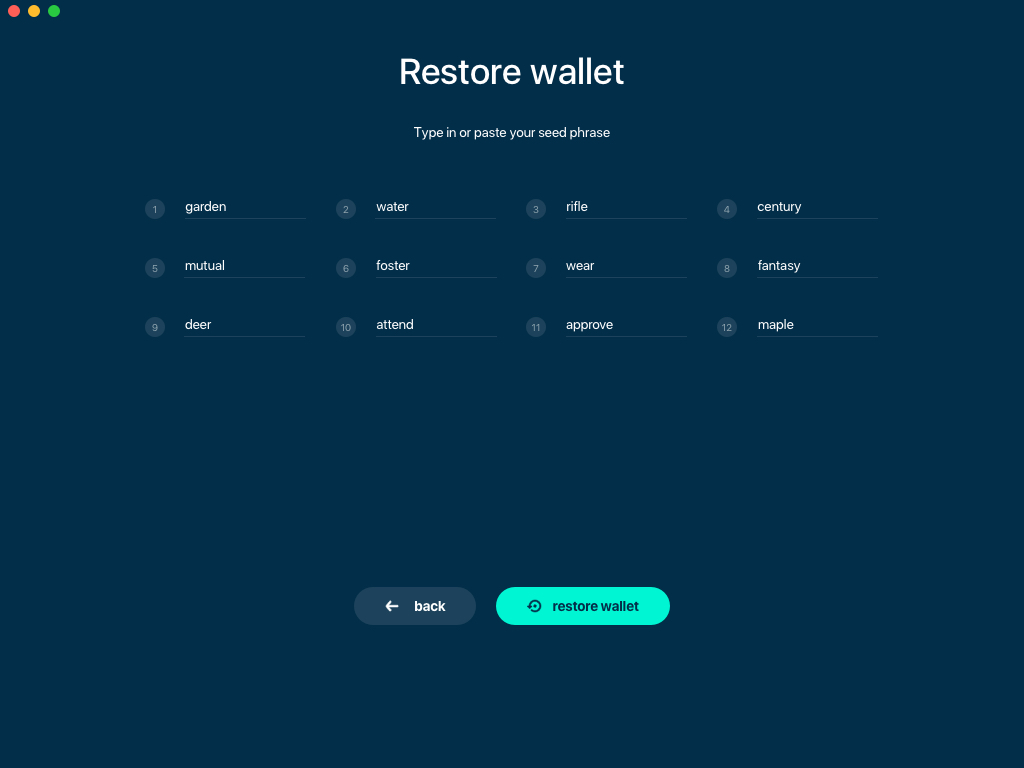 Restore wallet
Type in or paste your seed phrase
1 garden 2 water 3 rifle 4 century
5 mutual 6 foster 7 wear 8 fantasy
9 deer 10 attend 11 approve 12 maple
back restore wallet